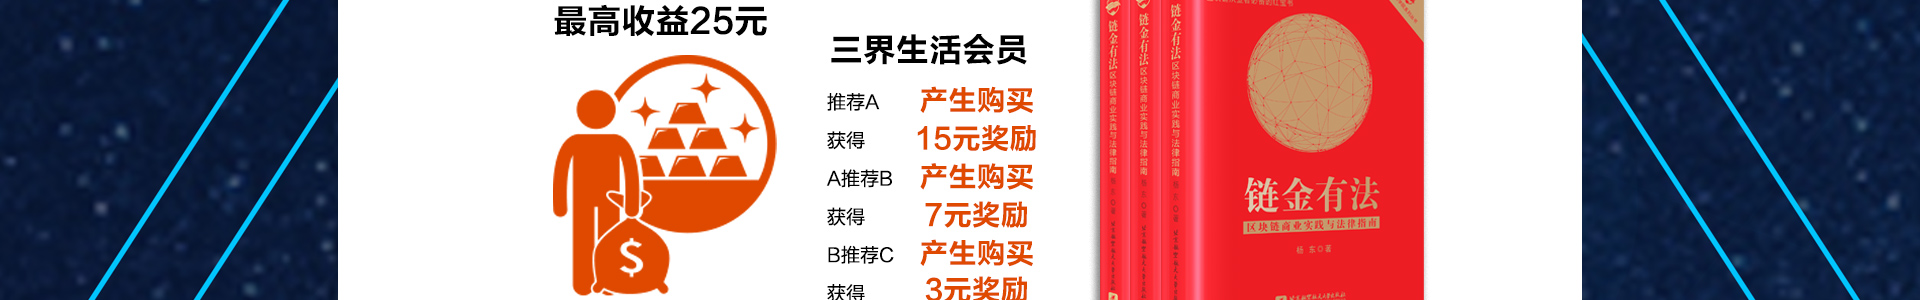 最高收益25元
三界生活会员
推荐A 产生购买
获得 15元奖励
A推荐B 产生购买
获得 7元奖励
B推荐C 产生购买
获得 3元奖励
$
链金有法 区块链商业实践与法律指南
链金有法 区块链商业实践与法律指南
链金有法 区块链商业实践与法律指南
链金有法
区块链商业实践与法律指南
杨东◎著